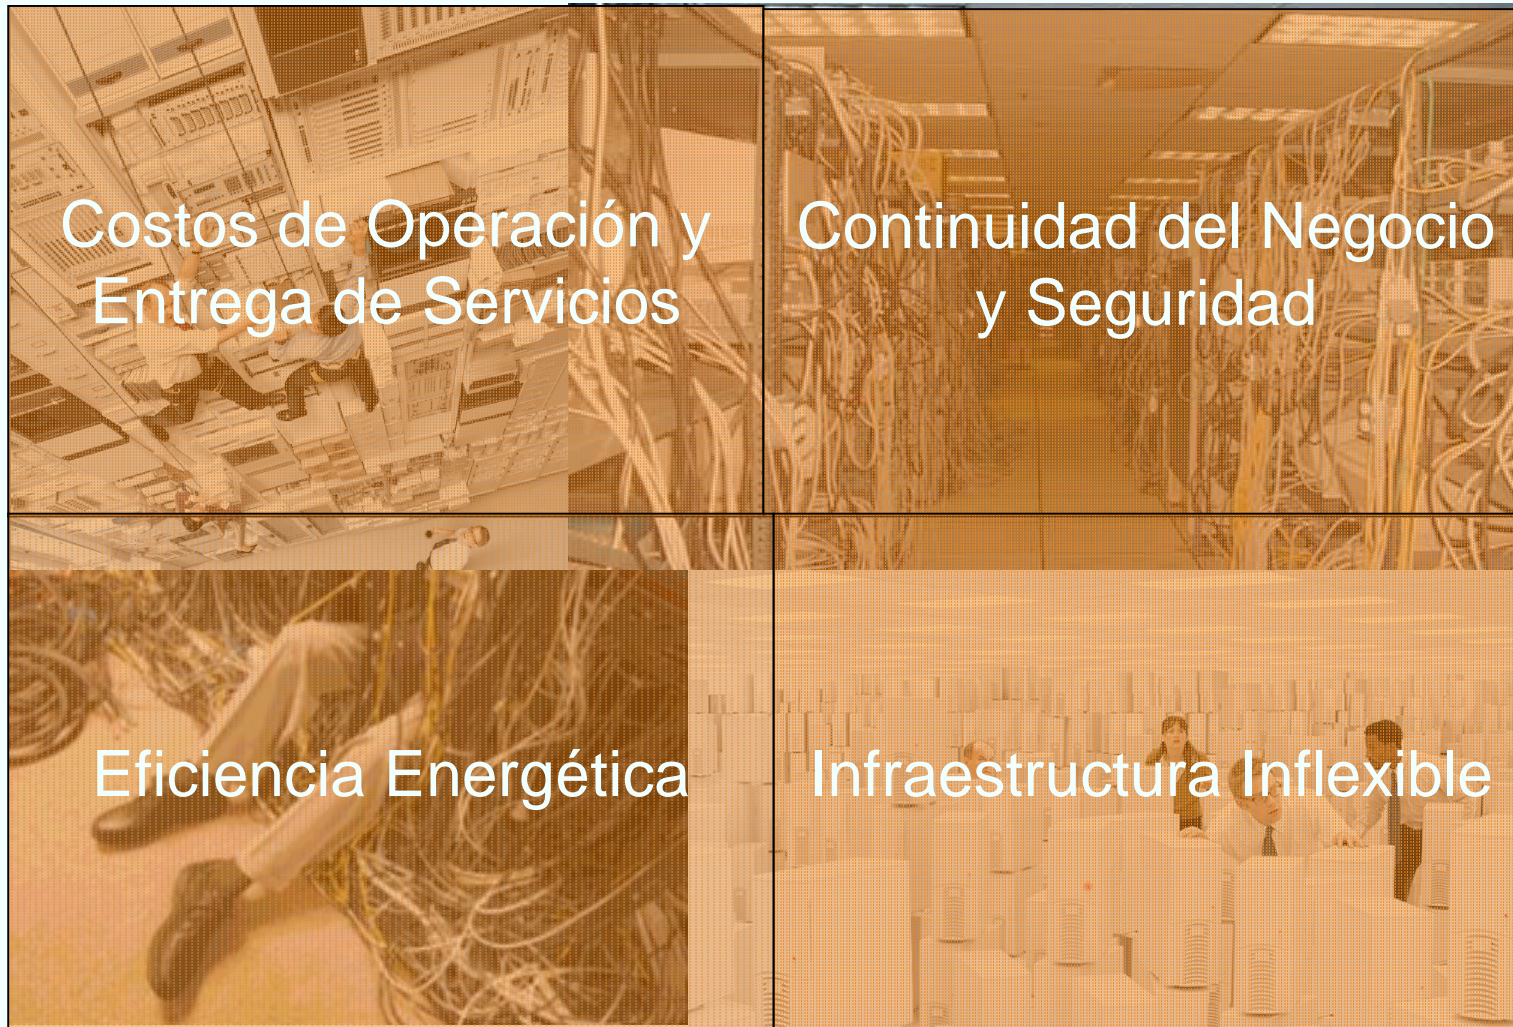 Costos de Operación y
Entrega de Servicios
Continuidad del Negocio
y Seguridad
Eficiencia Energética
Infraestructura Inflexible